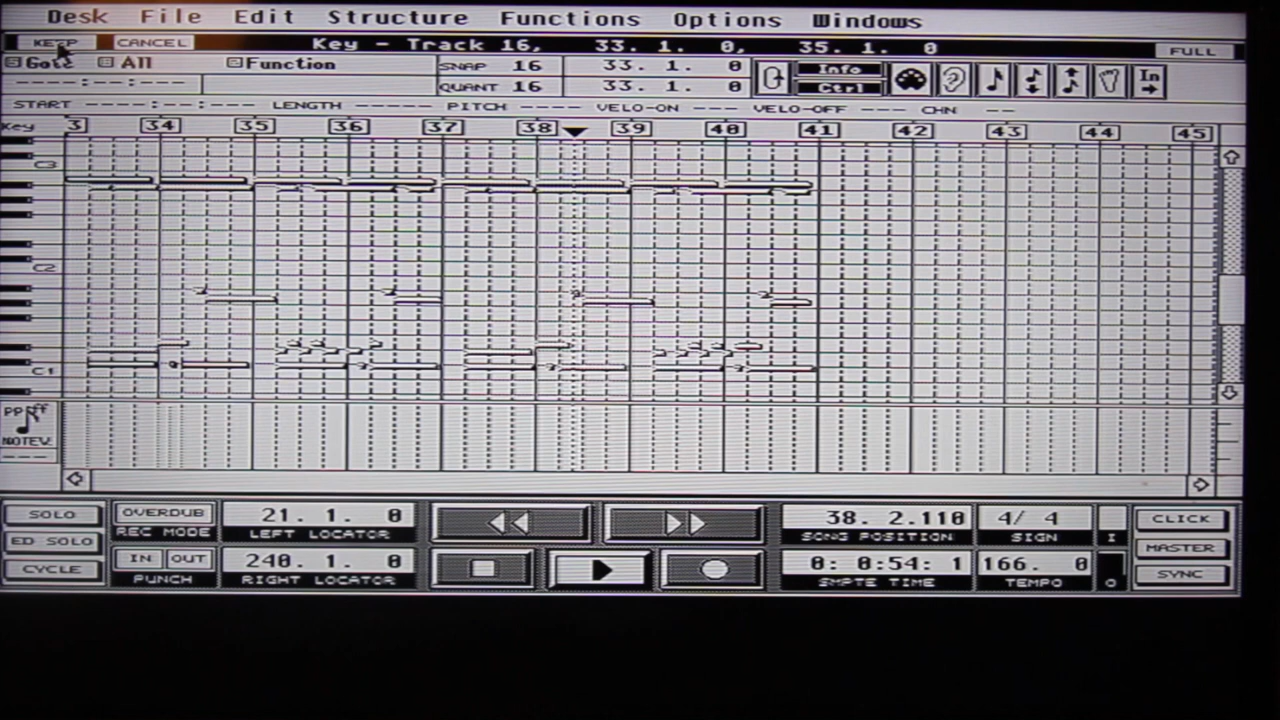 Desk File Edit Structure Functions Options Windows
KEEP CANCEL Key - Track 16, 33. 1. 0, 35. 1. 0 FULL
Goto All Function SNAP 16 33. 1. 0 Info In
--:--:--:-- QUANT 16 33. 1. 0 Ctrl
START ----:--:--- LENGTH ----- PITCH ---- VELO-ON --- VELO-OFF --- CHN --
Key 3 34 35 36 37 38 39 40 41 42 43 44 45
C3
C2
C1
PP ff
NOTEV.
---
SOLO OVERDUB 21. 1. 0 38. 2.110 4/ 4 CLICK
REC MODE LEFT LOCATOR SONG POSITION SIGN I
ED SOLO MASTER
CYCLE IN OUT 240. 1. 0 0: 0:54: 1 166. 0 SYNC
PUNCH RIGHT LOCATOR SMPTE TIME TEMPO O